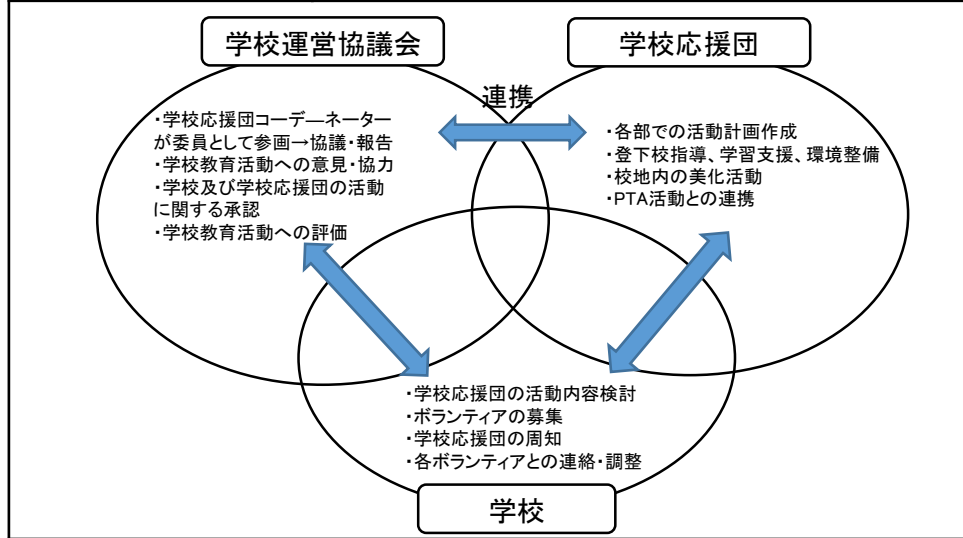 学校運営協議会
学校応援団
連携
・学校応援団コーデ―ネーター
が委員として参画→協議・報告
・学校教育活動への意見・協力
・学校及び学校応援団の活動
に関する承認
・学校教育活動への評価
・各部での活動計画作成
・登下校指導、学習支援、環境整備
・校地内の美化活動
・PTA活動との連携
・学校応援団の活動内容検討
・ボランティアの募集
・学校応援団の周知
・各ボランティアとの連絡・調整
学校